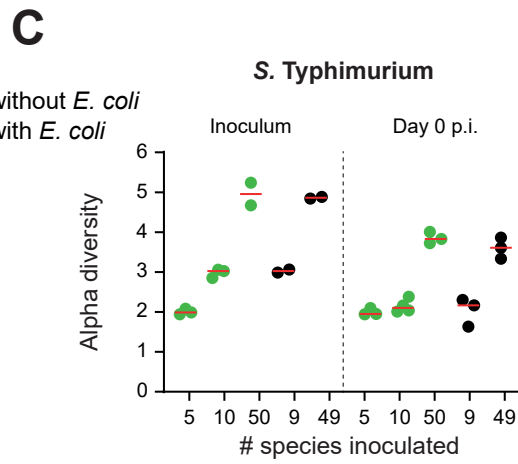 C
S. Typhimurium
without E. coli
with E. coli
Inoculum
Day 0 p.i.
Alpha diversity
6
5
4
3
2
1
0
5 10 50 9 49 5 10 50 9 49
# species inoculated